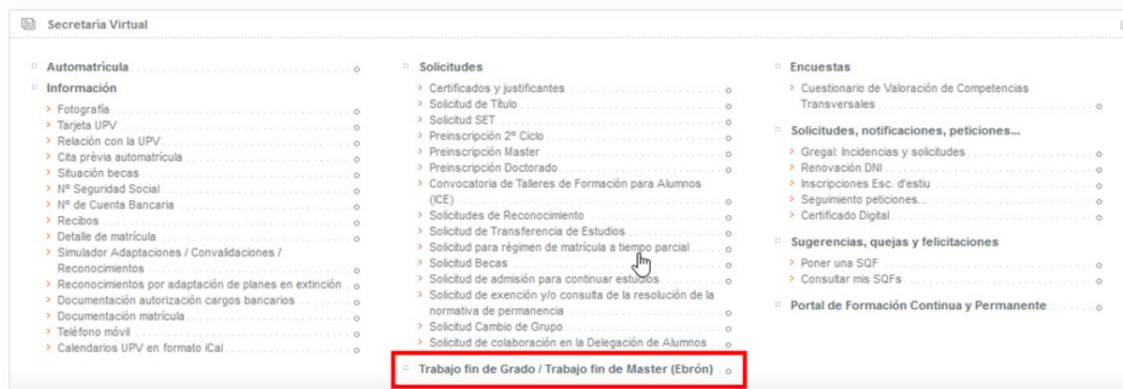 Secretaría Virtual
Automatrícula
Información
Fotografía
Tarjeta UPV
Relación con la UPV
Cita prèvia automatrícula
Situación becas
Nº Seguridad Social
Nº de Cuenta Bancaria
Recibos
Detalle de matrícula
Simulador Adaptaciones / Convalidaciones /
Reconocimientos
Reconocimientos por adaptación de planes en extinción
Documentación autorización cargos bancarios
Documentación matrícula
Teléfono móvil
Calendarios UPV en formato iCal
Solicitudes
Certificados y justificantes
Solicitud de Título
Solicitud SET
Preinscripción 2º Ciclo
Preinscripción Master
Preinscripción Doctorado
Convocatoria de Talleres de Formación para Alumnos
(ICE)
Solicitudes de Reconocimiento
Solicitud de Transferencia de Estudios
Solicitud para régimen de matrícula a tiempo parcial
Solicitud Becas
Solicitud de admisión para continuar estudios
Solicitud de exención y/o consulta de la resolución de la
normativa de permanencia
Solicitud Cambio de Grupo
Solicitud de colaboración en la Delegación de Alumnos
Trabajo fin de Grado / Trabajo fin de Master (Ebrón)
Encuestas
Cuestionario de Valoración de Competencias
Transversales
Solicitudes, notificaciones, peticiones...
Gregal: Incidencias y solicitudes
Renovación DNI
Inscripciones Esc. d'estiu
Seguimiento peticiones...
Certificado Digital
Sugerencias, quejas y felicitaciones
Poner una SQF
Consultar mis SQFs
Portal de Formación Continua y Permanente